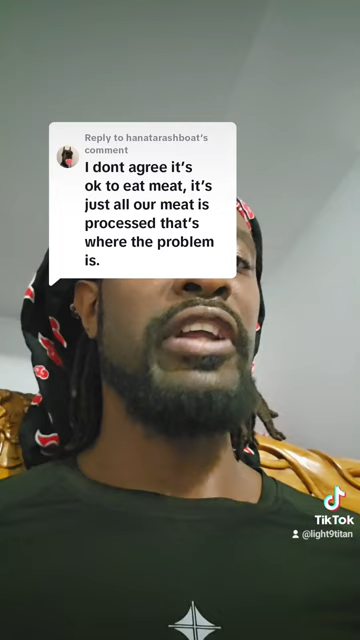 Reply to hanatarashboat's
comment
I dont agree it's
ok to eat meat, it's
just all our meat is
processed that's
where the problem
is.
TikTok
@light9titan